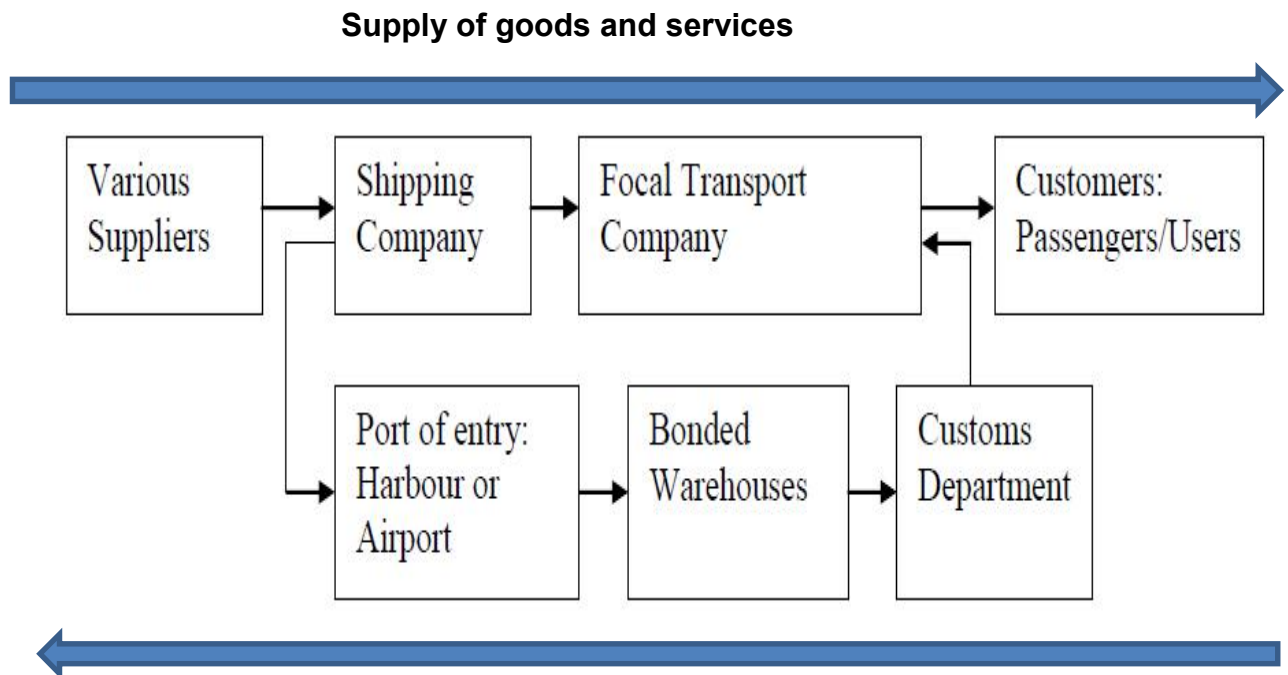 Supply of goods and services
Various
Suppliers
Shipping
Company
Focal Transport
Company
Customers:
Passengers/Users
Port of entry:
Harbour or
Airport
Bonded
Warehouses
Customs
Department